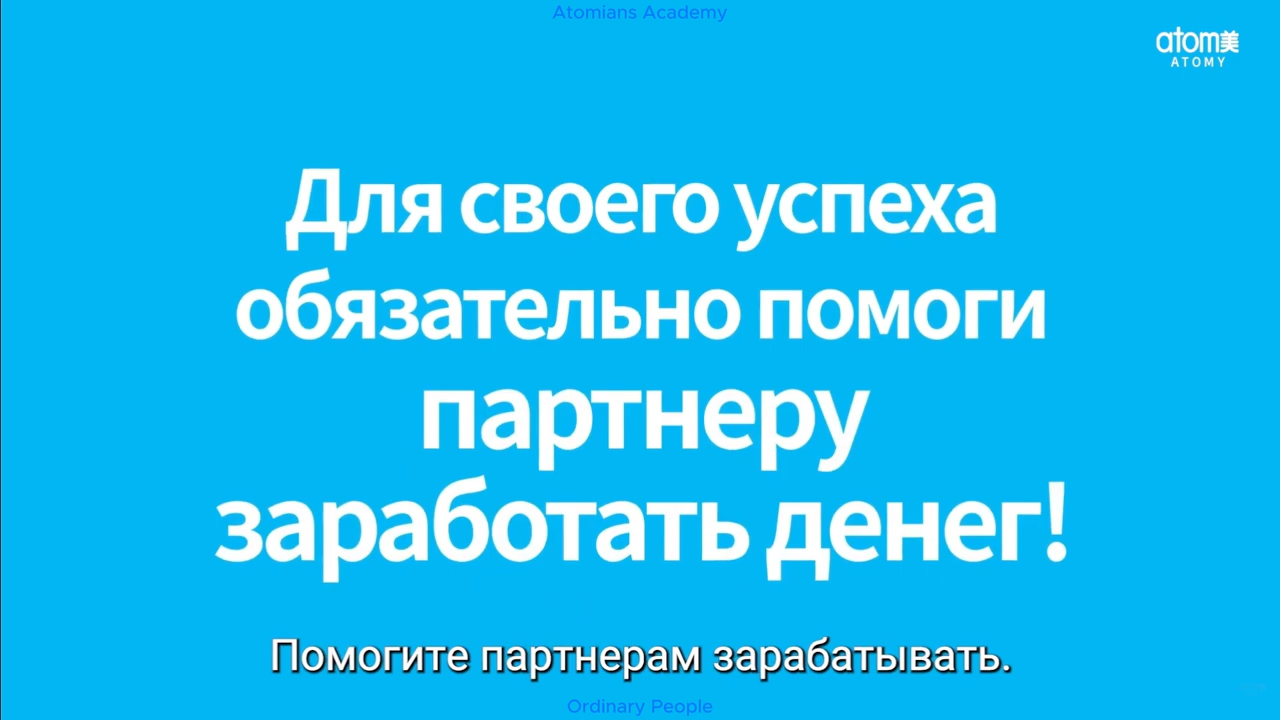 Atomians Academy
atom美
ATOMY
Для своего успеха
обязательно помоги
партнеру
заработать денег!
Помогите партнерам зарабатывать.
Ordinary People